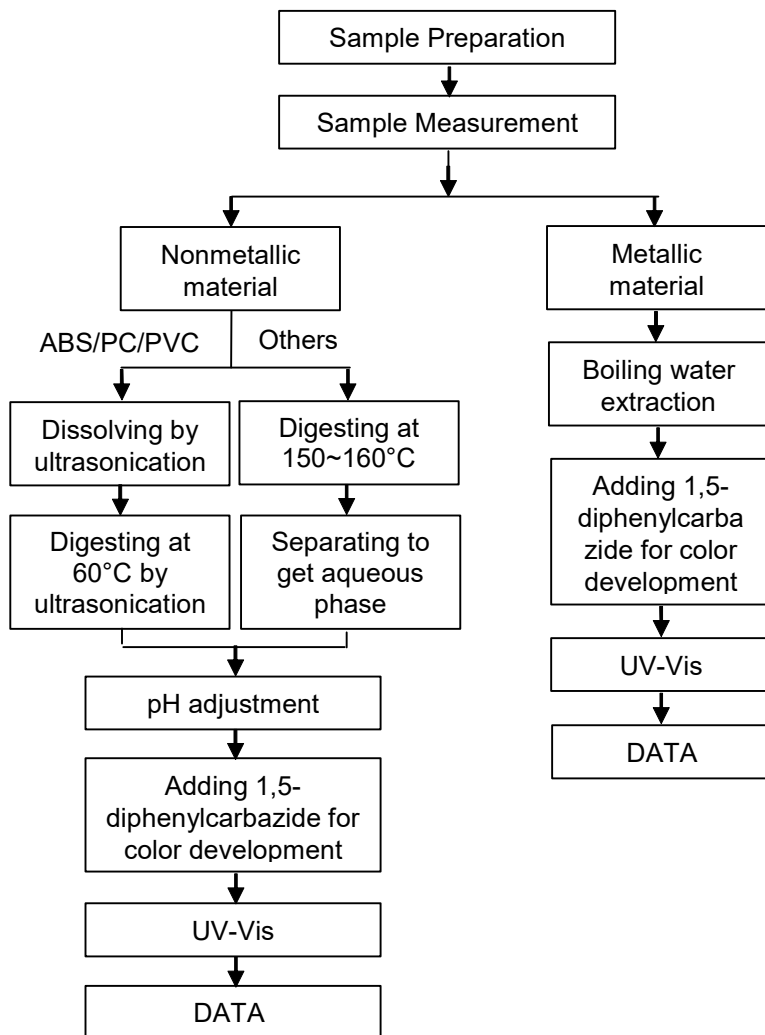 Sample Preparation
Sample Measurement
Nonmetallic
material
ABS/PC/PVC
Others
Dissolving by
ultrasonication
Digesting at
150~160°C
Digesting at
60°C by
ultrasonication
Separating to
get aqueous
phase
pH adjustment
Adding 1,5-
diphenylcarbazide for
color development
UV-Vis
DATA
Metallic
material
Boiling water
extraction
Adding 1,5-
diphenylcarba
zide for color
development
UV-Vis
DATA